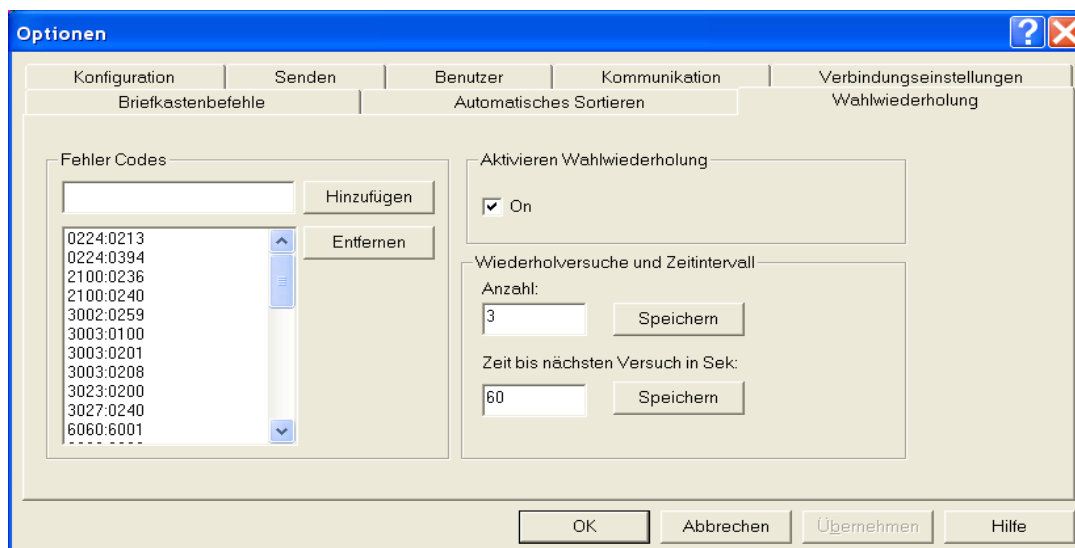 Optionen
Konfiguration Senden Benutzer Kommunikation Verbindungseinstellungen
Briefkastenbefehle Automatisches Sortieren Wahlwiederholung
Fehler Codes
Hinzufügen
0224:0213
0224:0394
2100:0236
2100:0240
3002:0259
3003:0100
3003:0201
3003:0208
3023:0200
3027:0240
6060:6001
Entfernen
Aktivieren Wahlwiederholung
On
Wiederholversuche und Zeitintervall
Anzahl:
3 Speichern
Zeit bis nächsten Versuch in Sek:
60 Speichern
OK Abbrechen Übernehmen Hilfe